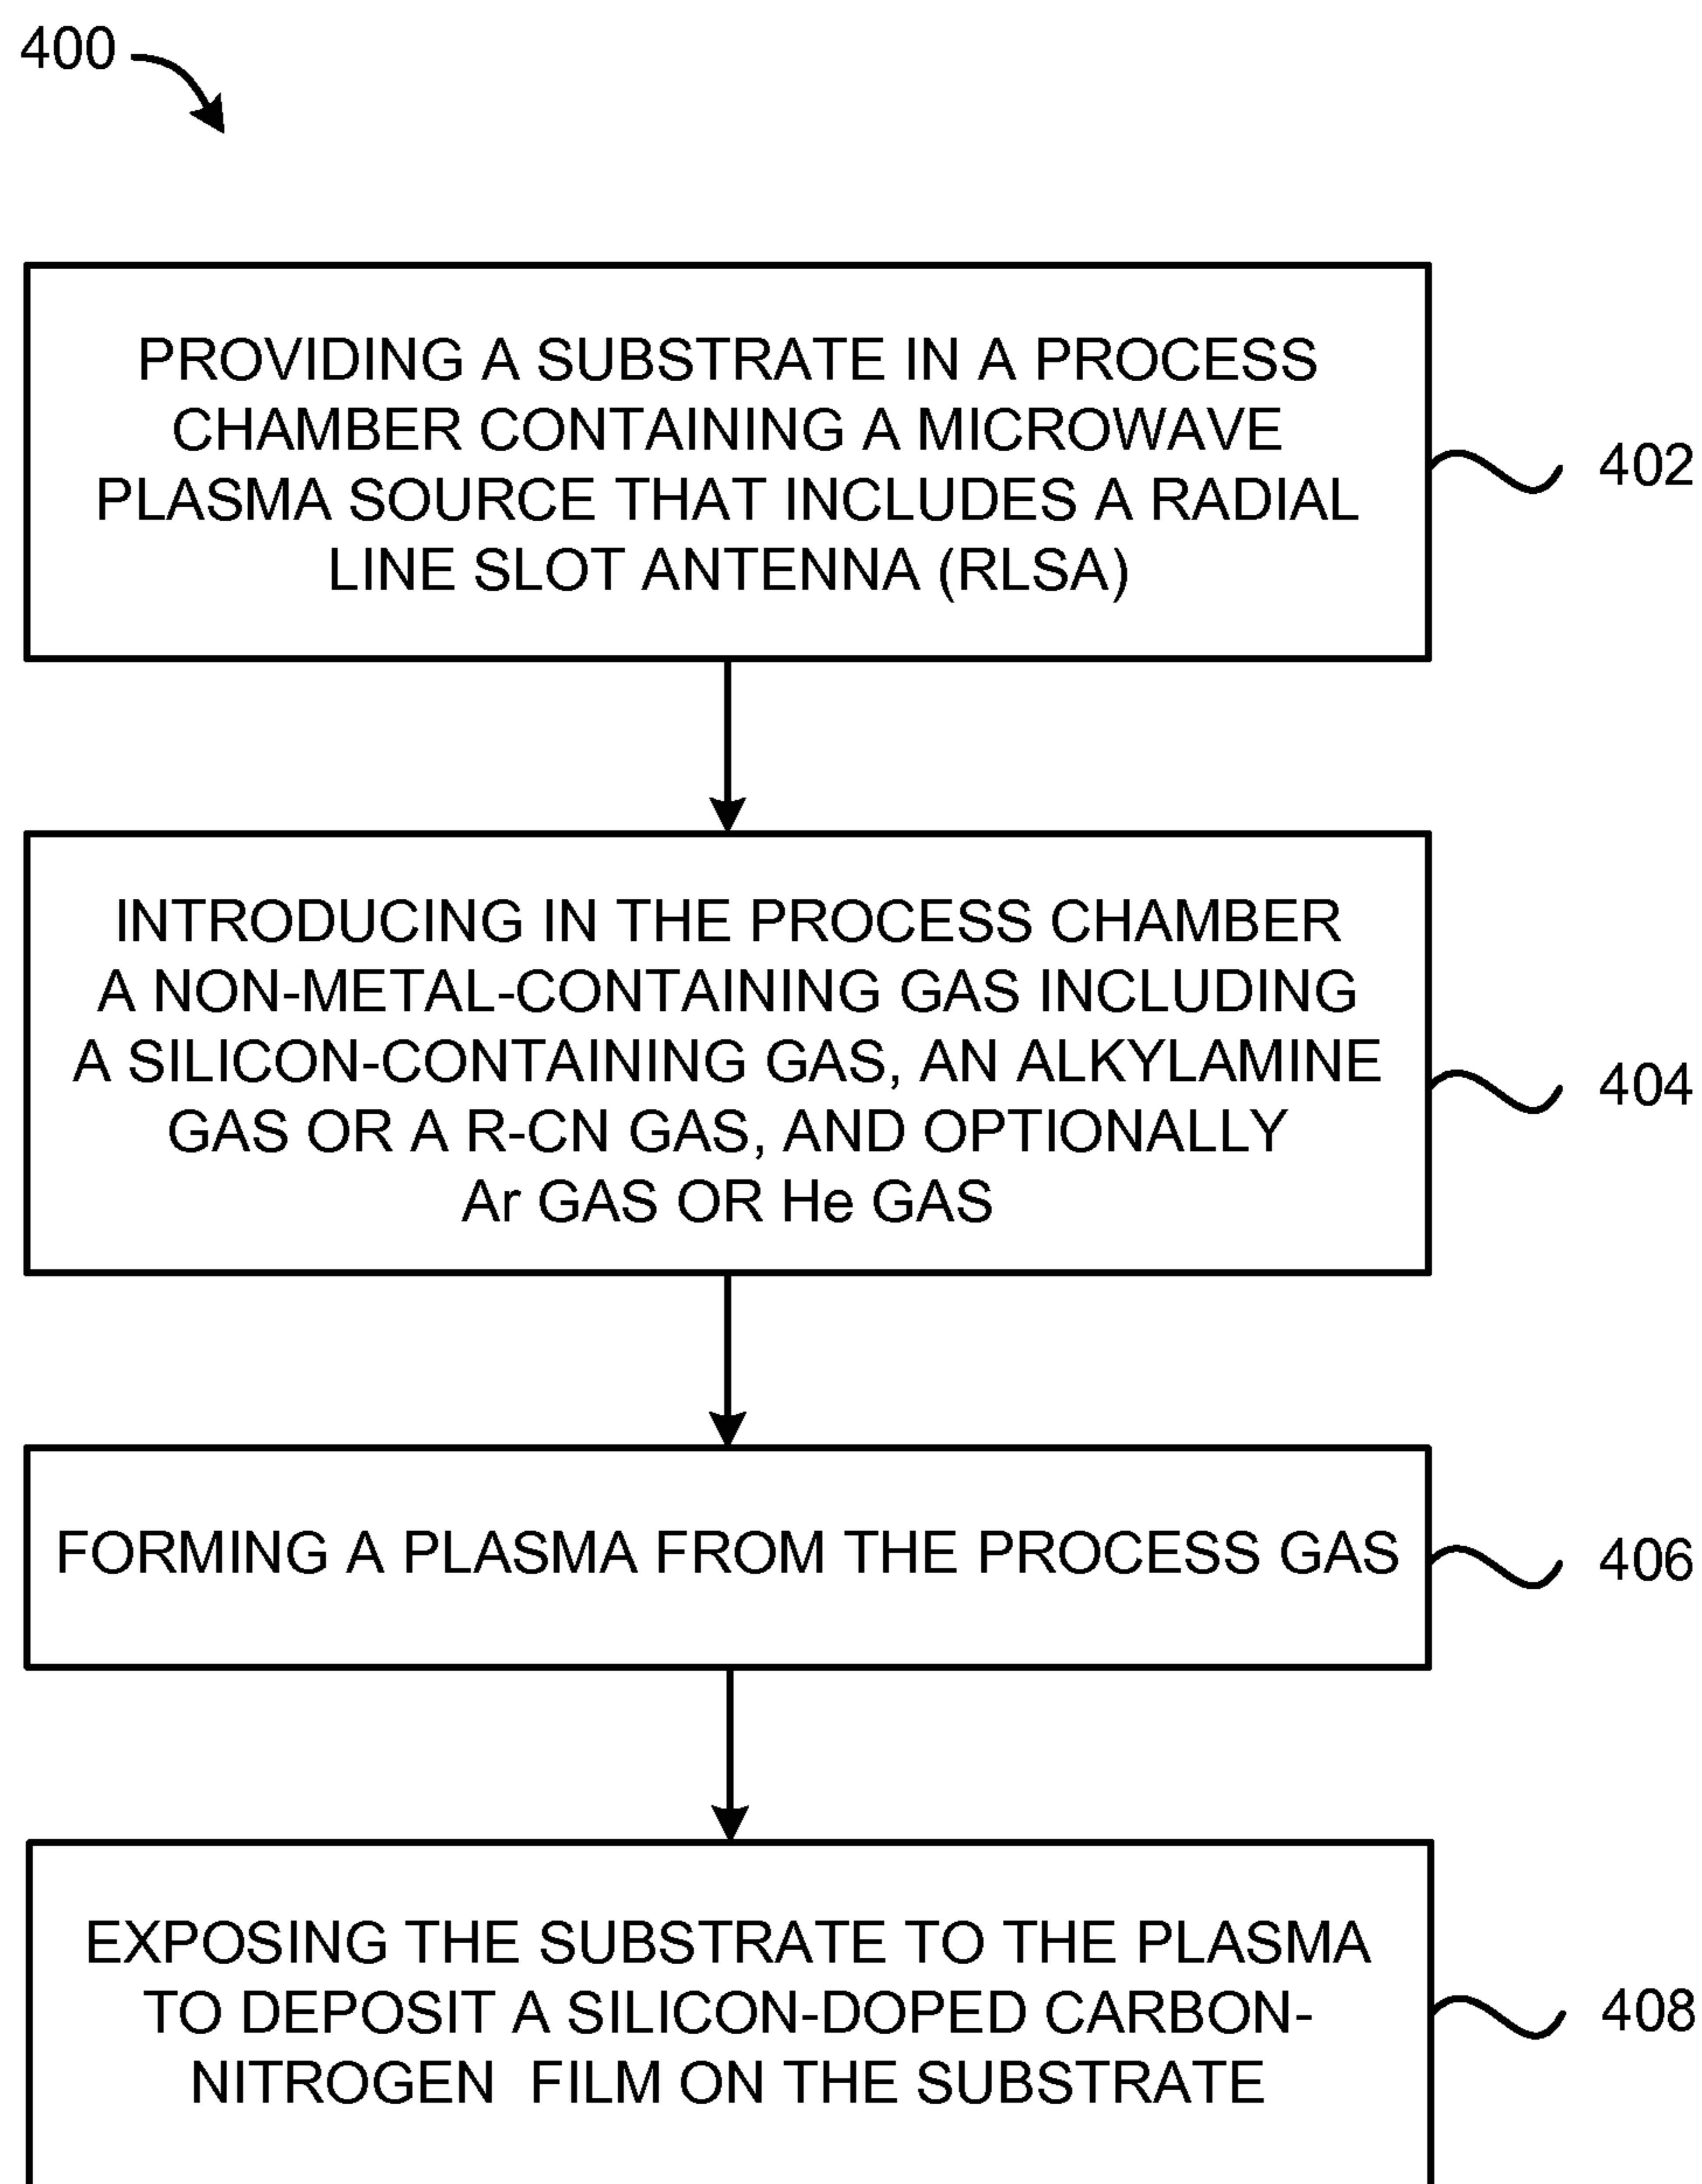 400
PROVIDING A SUBSTRATE IN A PROCESS
CHAMBER CONTAINING A MICROWAVE
PLASMA SOURCE THAT INCLUDES A RADIAL
LINE SLOT ANTENNA (RLSA)
402
INTRODUCING IN THE PROCESS CHAMBER
A NON-METAL-CONTAINING GAS INCLUDING
A SILICON-CONTAINING GAS, AN ALKYLAMINE
GAS OR A R-CN GAS, AND OPTIONALLY
Ar GAS OR He GAS
404
FORMING A PLASMA FROM THE PROCESS GAS
406
EXPOSING THE SUBSTRATE TO THE PLASMA
TO DEPOSIT A SILICON-DOPED CARBON-
NITROGEN FILM ON THE SUBSTRATE
408